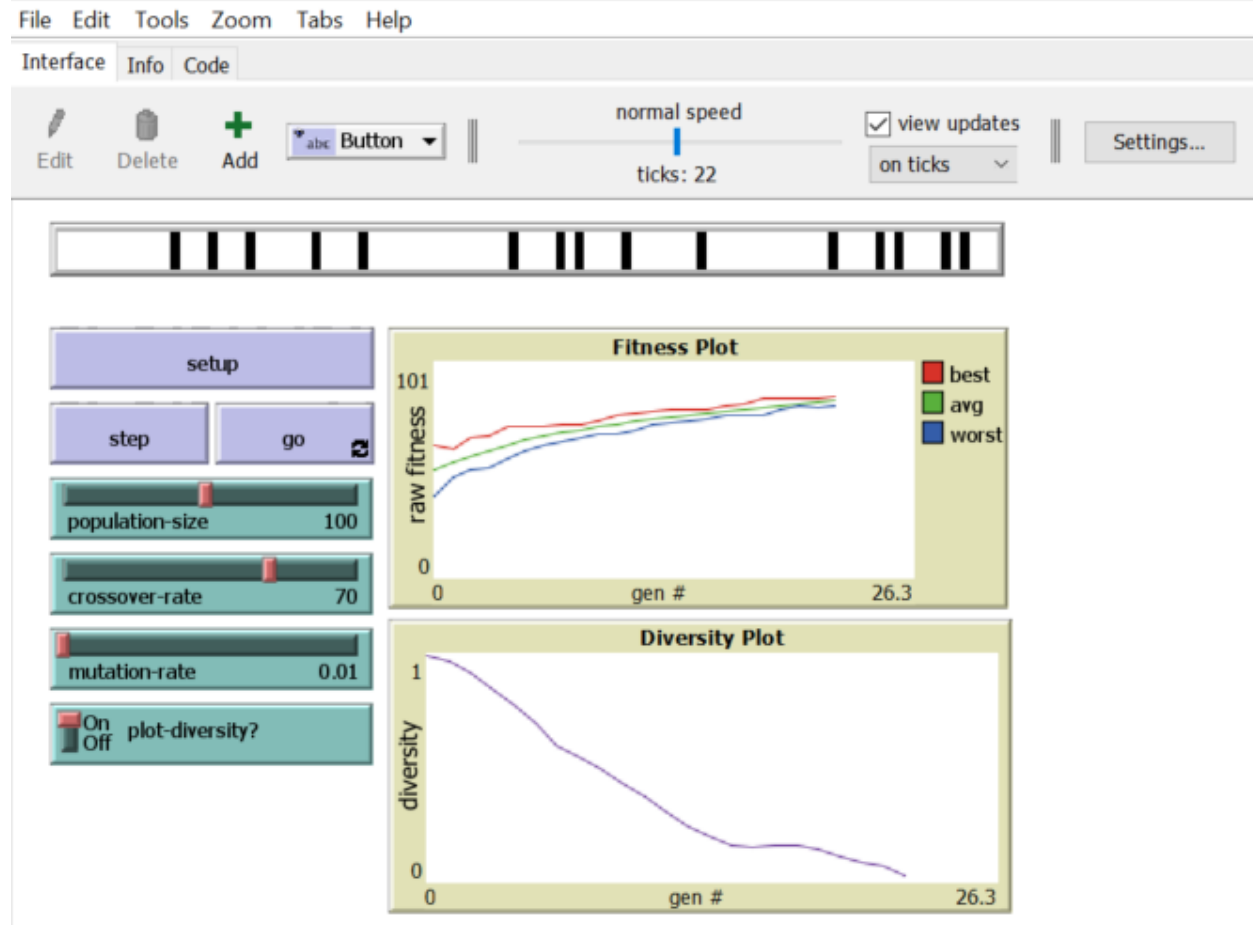 File Edit Tools Zoom Tabs Help
Interface Info Code
normal speed
view updates
Edit Delete Add abc Button
ticks: 22
on ticks
Settings...
setup
step go
population-size 100
crossover-rate 70
mutation-rate 0.01
On
Off
plot-diversity?
Fitness Plot
101
raw fitness
0
0 gen # 26.3
best
avg
worst
Diversity Plot
1
diversity
0
0 gen # 26.3